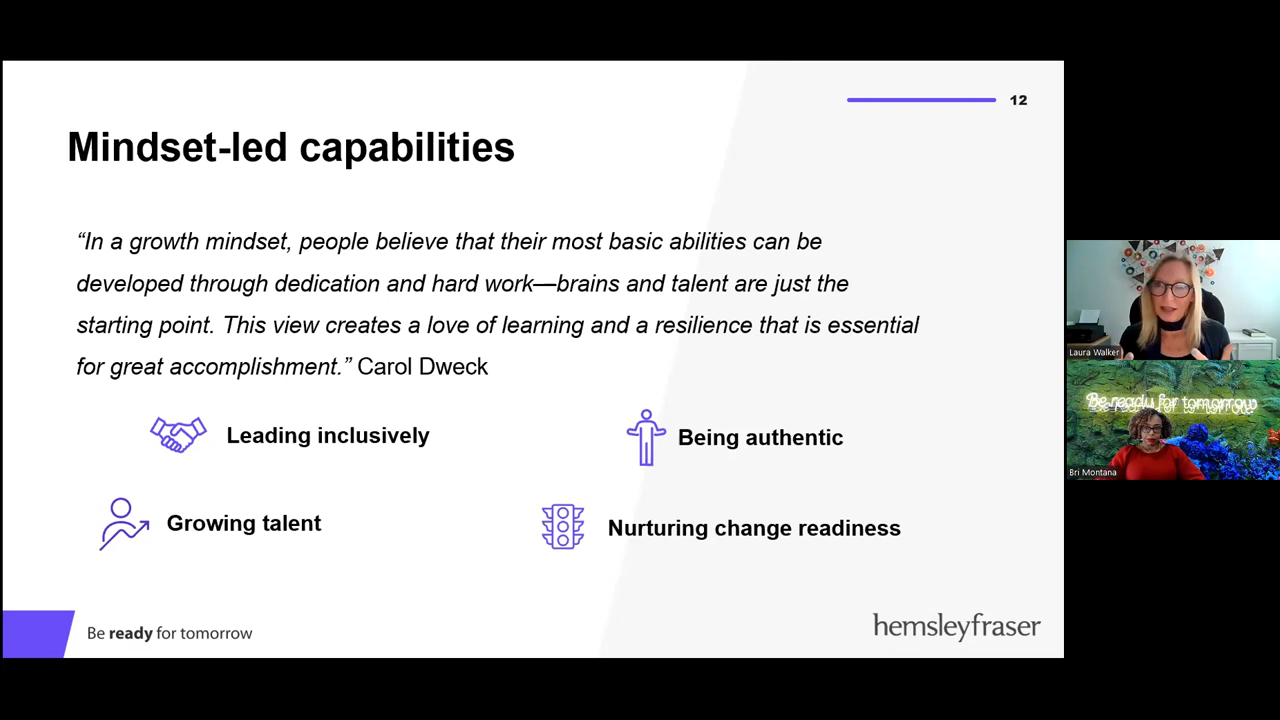 12
Mindset-led capabilities
“In a growth mindset, people believe that their most basic abilities can be
developed through dedication and hard work—brains and talent are just the
starting point. This view creates a love of learning and a resilience that is essential
for great accomplishment.” Carol Dweck
Leading inclusively
Being authentic
Growing talent
Nurturing change readiness
Be ready for tomorrow
hemsleyfraser
Laura Walker
Be ready for tomorrow
Bri Montana